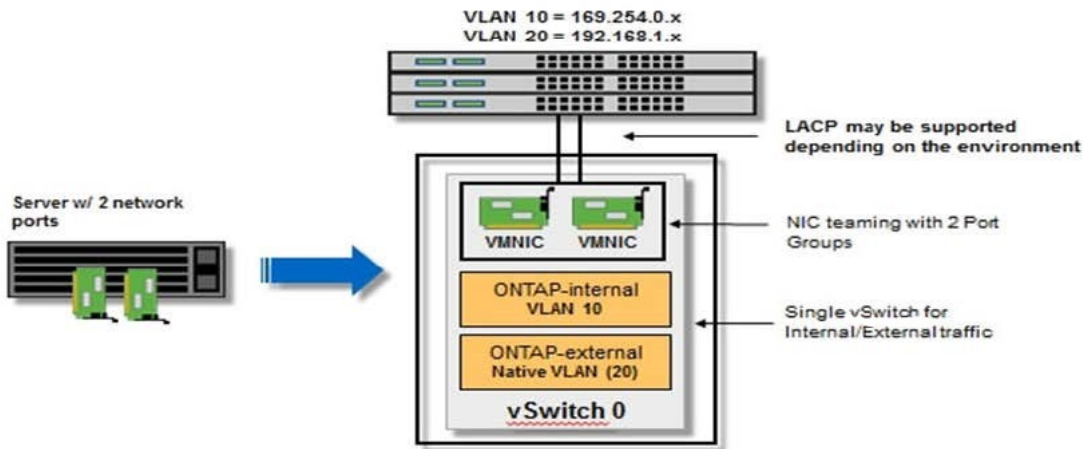 VLAN 10 = 169.254.0.x
VLAN 20 = 192.168.1.x
LACP may be supported
depending on the environment
Server w/ 2 network
ports
VMNIC
VMNIC
NIC teaming with 2 Port
Groups
ONTAP-internal
VLAN 10
Single vSwitch for
Internal/External traffic
ONTAP-external
Native VLAN (20)
vSwitch 0